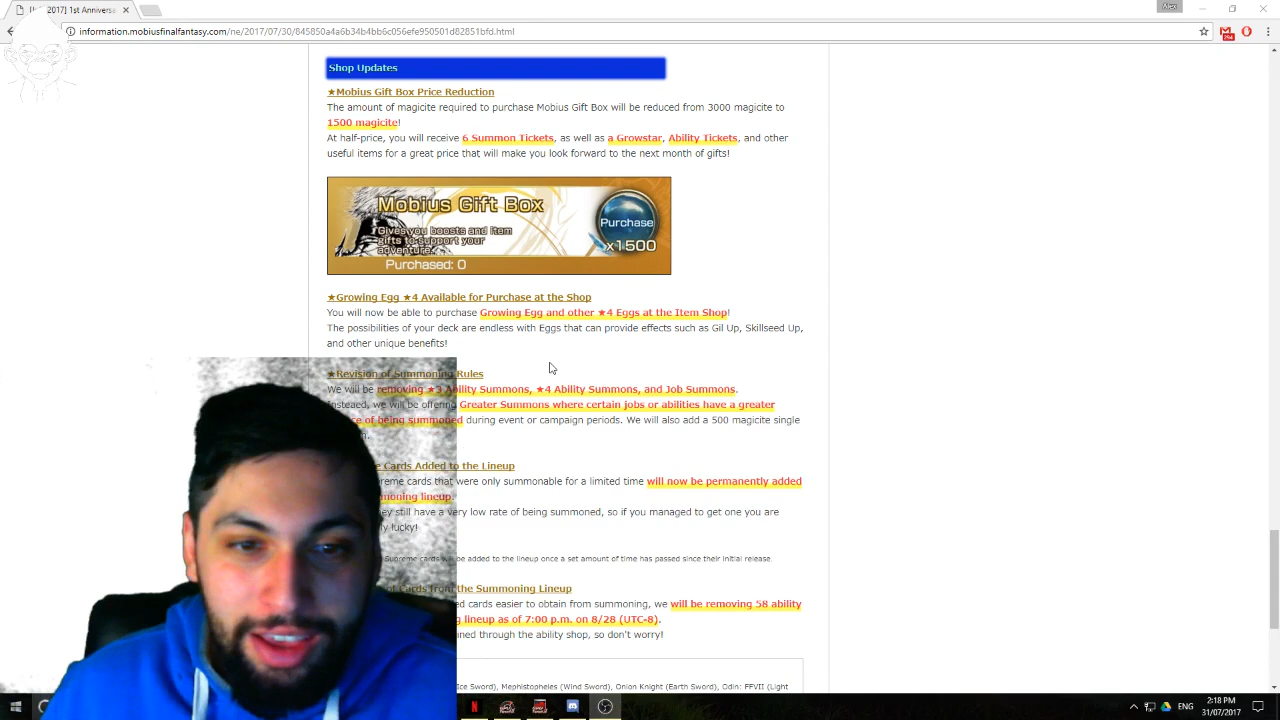 1st Anniversar
Alex
information.mobiusfinalfantasy.com/ne/2017/07/30/845850a4a6b34b4bb6c056efe950501d82851bfd.html
Shop Updates
★Mobius Gift Box Price Reduction
The amount of magicite required to purchase Mobius Gift Box will be reduced from 3000 magicite to
1500 magicite!
At half-price, you will receive 6 Summon Tickets, as well as a Growstar, Ability Tickets, and other
useful items for a great price that will make you look forward to the next month of gifts!
Mobius Gift Box
Gives you boosts and item
gifts to support your
adventure.
Purchase
x1500
Purchased: 0
★Growing Egg ★4 Available for Purchase at the Shop
You will now be able to purchase Growing Egg and other ★4 Eggs at the Item Shop!
The possibilities of your deck are endless with Eggs that can provide effects such as Gil Up, Skillseed Up,
and other unique benefits!
★Revision of Summoning Rules
We will be removing ★3 Ability Summons, ★4 Ability Summons, and Job Summons.
Instead, we will be offering Greater Summons where certain jobs or abilities have a greater
of being summoned during event or campaign periods. We will also add a 500 magicite single
Cards Added to the Lineup
cards that were only summonable for a limited time will now be permanently added
lineup.
still have a very low rate of being summoned, so if you managed to get one you are
lucky!
Supreme cards will be added to the lineup once a set amount of time has passed since their initial release.
Cards from the Summoning Lineup
cards easier to obtain from summoning, we will be removing 58 ability
lineup as of 7:00 p.m. on 8/28 (UTC-8).
through the ability shop, so don't worry!
Ice Sword), Mephistopheles (Wind Sword), Onion Knight (Earth Sword), Odin: FFVII (Light
ENG
2:18 PM
31/07/2017